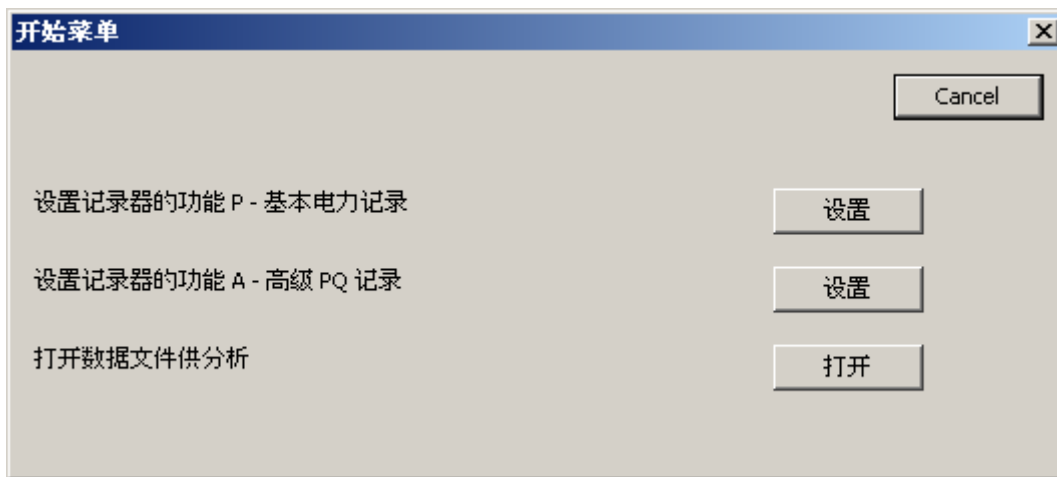 开始菜单
Cancel
设置记录器的功能 P - 基本电力记录
设置
设置记录器的功能 A - 高级 PQ 记录
设置
打开数据文件供分析
打开